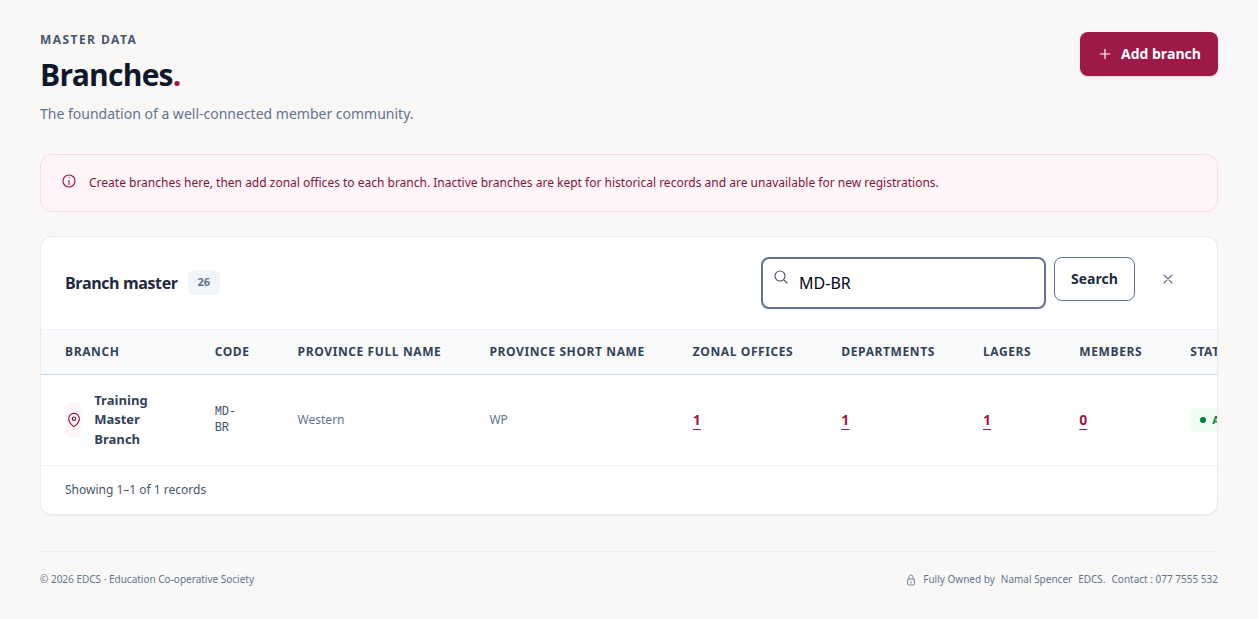 MASTER DATA
Branches.
The foundation of a well-connected member community.
+ Add branch
Create branches here, then add zonal offices to each branch. Inactive branches are kept for historical records and are unavailable for new registrations.
Branch master 26
MD-BR
Search
BRANCH CODE PROVINCE FULL NAME PROVINCE SHORT NAME ZONAL OFFICES DEPARTMENTS LAGERS MEMBERS
Training
Master
Branch
MD-
BR
Western WP 1 1 1 0
Showing 1–1 of 1 records
© 2026 EDCS · Education Co-operative Society
Fully Owned by Namal Spencer EDCS. Contact : 077 7555 532